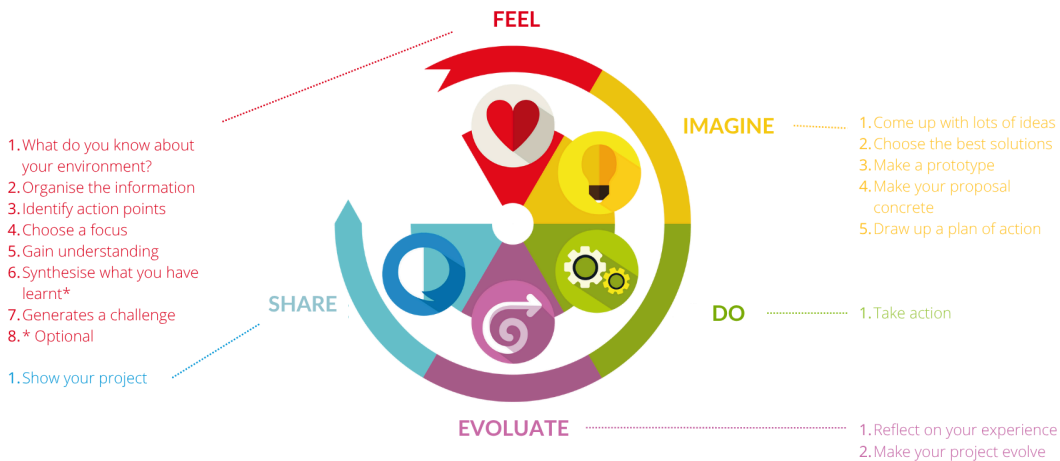 FEEL
1. What do you know about
your environment?
2. Organise the information
3. Identify action points
4. Choose a focus
5. Gain understanding
6. Synthesise what you have
learnt*
7. Generates a challenge
8. * Optional
IMAGINE
1. Come up with lots of ideas
2. Choose the best solutions
3. Make a prototype
4. Make your proposal
concrete
5. Draw up a plan of action
DO
1. Take action
EVOLUATE
1. Reflect on your experience
2. Make your project evolve
SHARE
1. Show your project